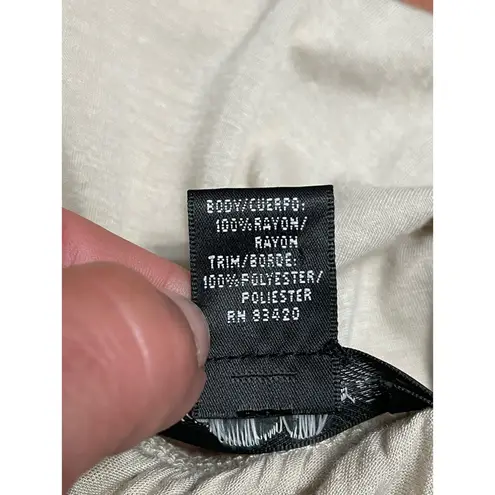 BODY/CUERPO:
100%RAYON/
RAYON
TRIM/BORDE:
100%POLYESTER/
POLIESTER
RN 83420